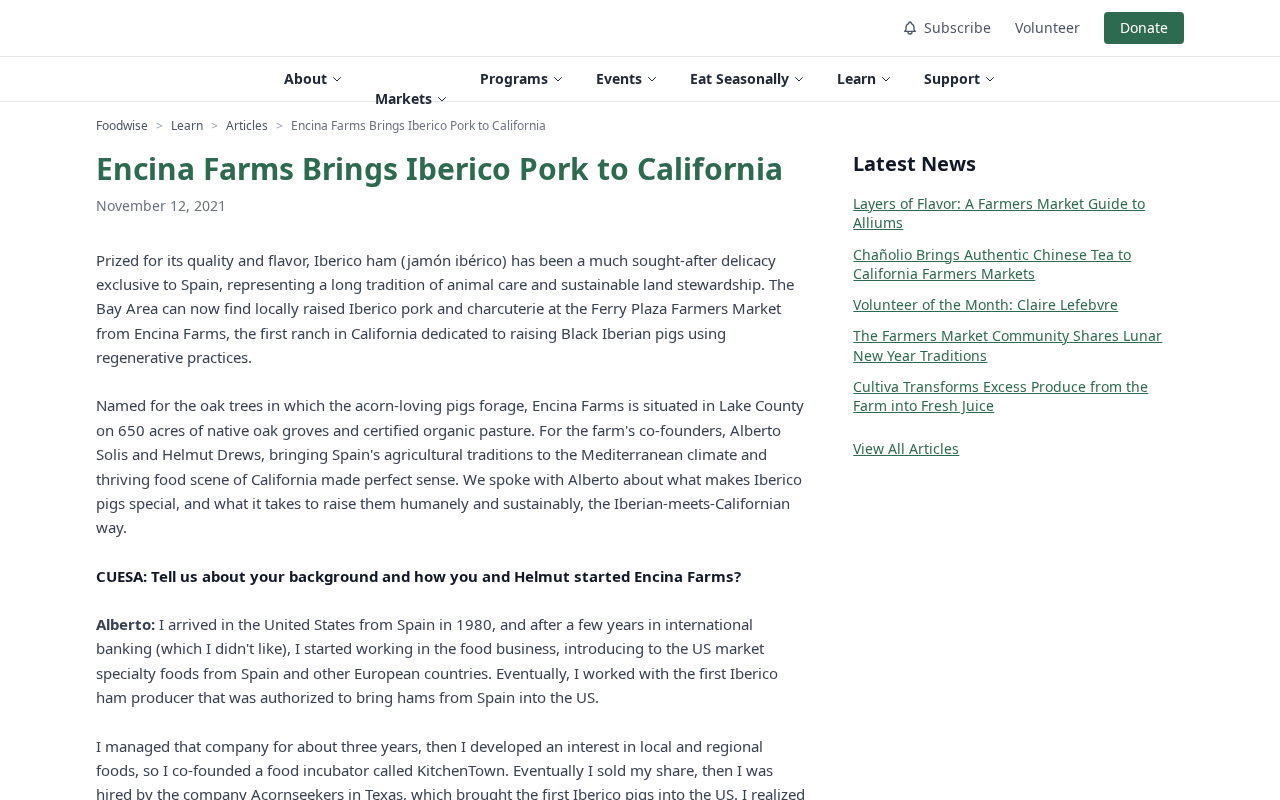 Subscribe Volunteer Donate
About Markets Programs Events Eat Seasonally Learn Support
Foodwise > Learn > Articles > Encina Farms Brings Iberico Pork to California
Encina Farms Brings Iberico Pork to California
November 12, 2021
Prized for its quality and flavor, Iberico ham (jamón ibérico) has been a much sought-after delicacy
exclusive to Spain, representing a long tradition of animal care and sustainable land stewardship. The
Bay Area can now find locally raised Iberico pork and charcuterie at the Ferry Plaza Farmers Market
from Encina Farms, the first ranch in California dedicated to raising Black Iberian pigs using
regenerative practices.
Named for the oak trees in which the acorn-loving pigs forage, Encina Farms is situated in Lake County
on 650 acres of native oak groves and certified organic pasture. For the farm's co-founders, Alberto
Solis and Helmut Drews, bringing Spain's agricultural traditions to the Mediterranean climate and
thriving food scene of California made perfect sense. We spoke with Alberto about what makes Iberico
pigs special, and what it takes to raise them humanely and sustainably, the Iberian-meets-Californian
way.
CUESA: Tell us about your background and how you and Helmut started Encina Farms?
Alberto: I arrived in the United States from Spain in 1980, and after a few years in international
banking (which I didn't like), I started working in the food business, introducing to the US market
specialty foods from Spain and other European countries. Eventually, I worked with the first Iberico
ham producer that was authorized to bring hams from Spain into the US.
I managed that company for about three years, then I developed an interest in local and regional
foods, so I co-founded a food incubator called KitchenTown. Eventually I sold my share, then I was
hired by the company Acornseekers in Texas, which brought the first Iberico pigs into the US. I realized
Latest News
Layers of Flavor: A Farmers Market Guide to
Alliums
Chañolio Brings Authentic Chinese Tea to
California Farmers Markets
Volunteer of the Month: Claire Lefebvre
The Farmers Market Community Shares Lunar
New Year Traditions
Cultiva Transforms Excess Produce from the
Farm into Fresh Juice
View All Articles